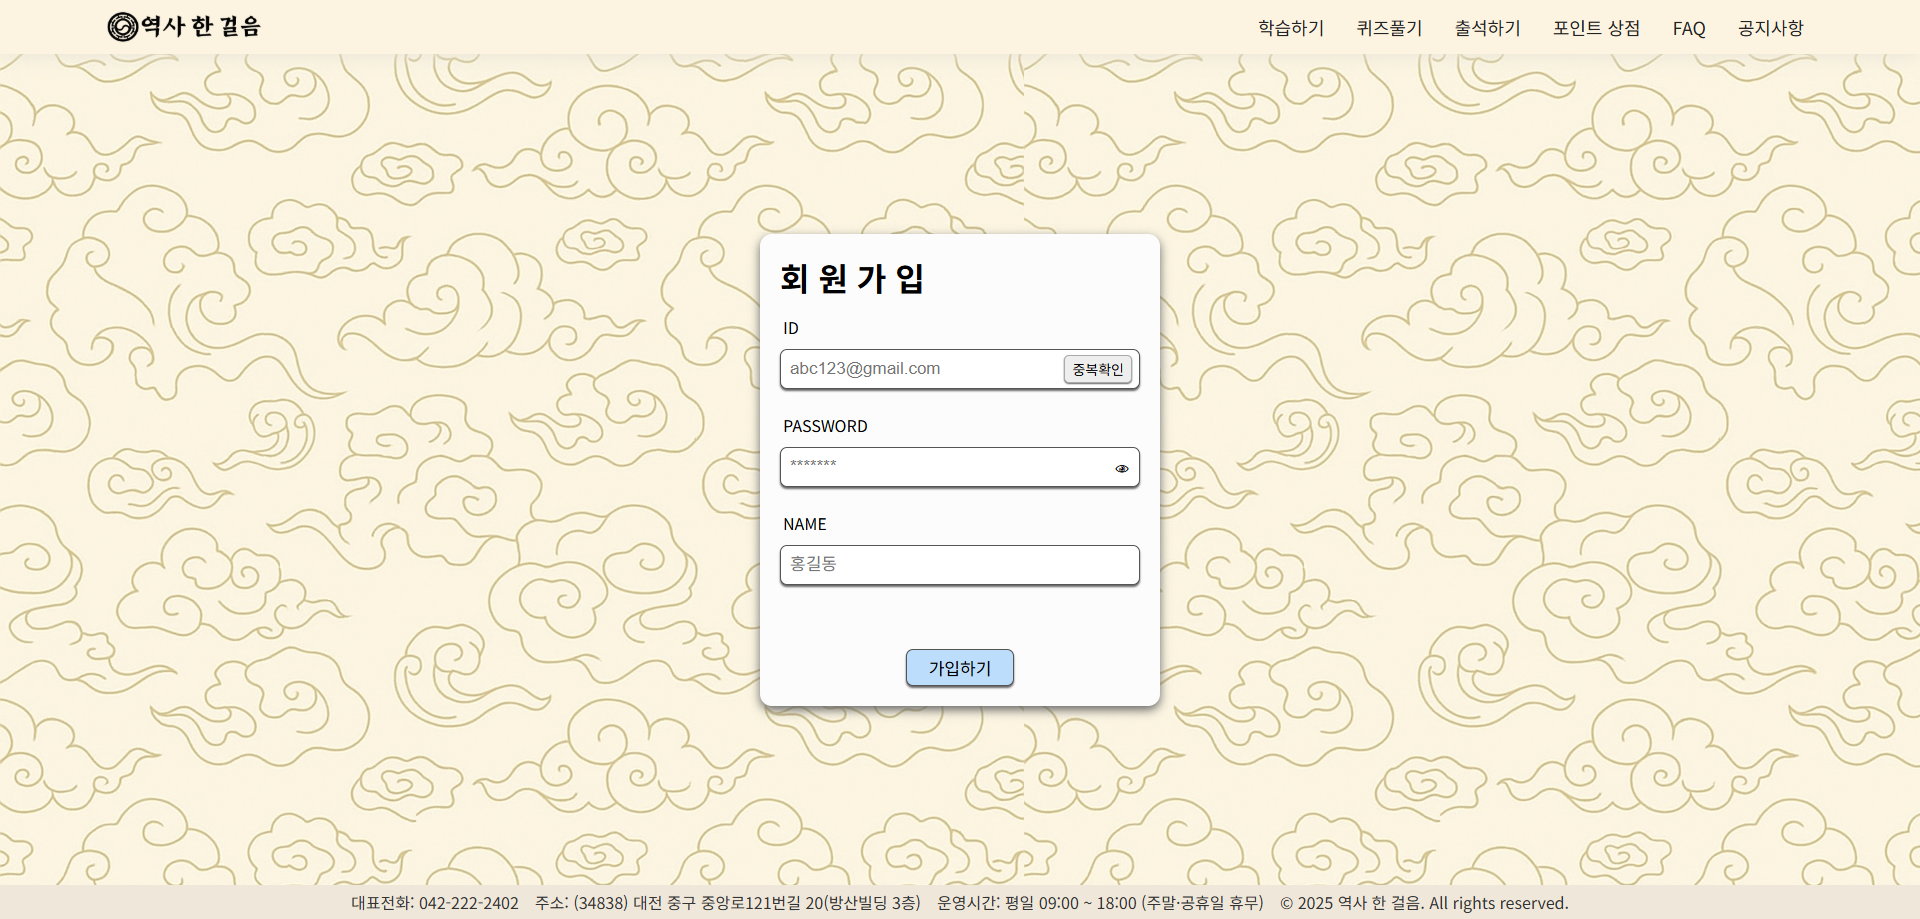 역사 한 걸음
학습하기 퀴즈풀기 출석하기 포인트 상점 FAQ 공지사항
회 원 가 입
ID
abc123@gmail.com 중복확인
PASSWORD
*******
NAME
홍길동
가입하기
대표전화: 042-222-2402 주소: (34838) 대전 중구 중앙로121번길 20(방산빌딩 3층) 운영시간: 평일 09:00 ~ 18:00 (주말·공휴일 휴무) © 2025 역사 한 걸음. All rights reserved.